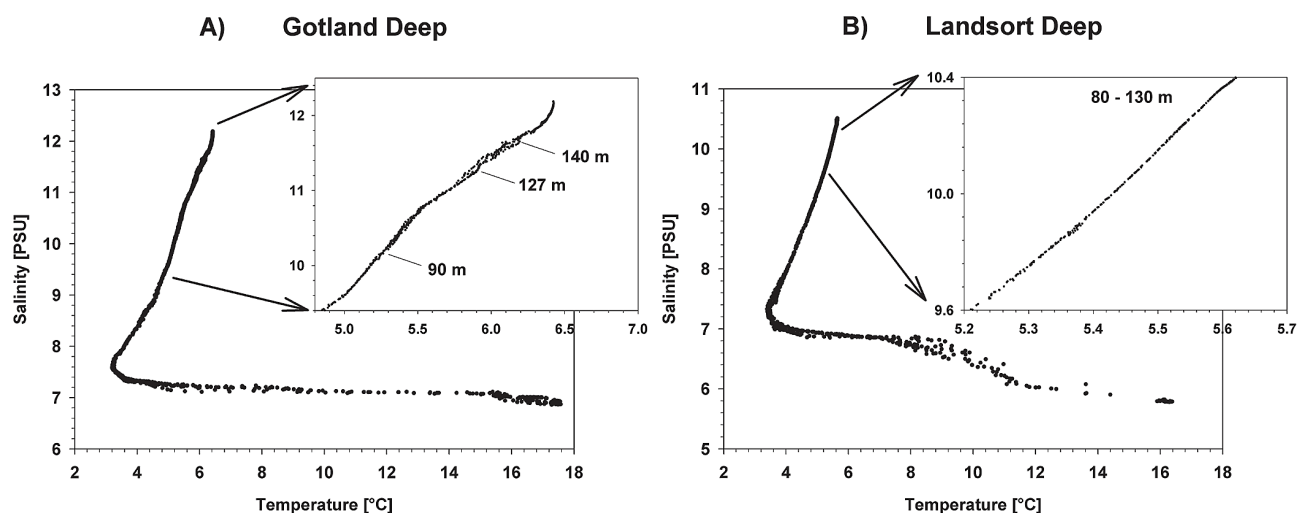 A) Gotland Deep
B) Landsort Deep
13
12
11
10
9
8
7
6
Salinity [PSU]
2 4 6 8 10 12 14 16 18
Temperature [°C]
12
11
10
5.0 5.5 6.0 6.5 7.0
140 m
127 m
90 m
11
10
9
8
7
6
5
Salinity [PSU]
2 4 6 8 10 12 14 16 18
Temperature [°C]
10.4
10.0
9.6
5.2 5.3 5.4 5.5 5.6 5.7
80 - 130 m